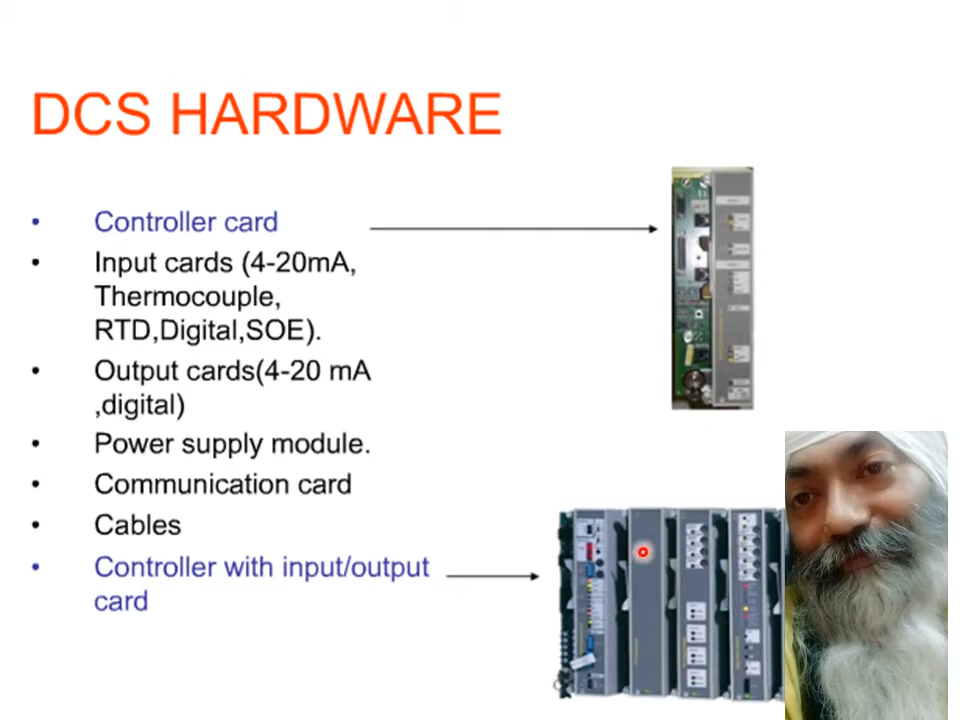 DCS HARDWARE
• Controller card
• Input cards (4-20mA,
Thermocouple,
RTD,Digital,SOE).
• Output cards(4-20 mA
,digital)
• Power supply module.
• Communication card
• Cables
• Controller with input/output
card